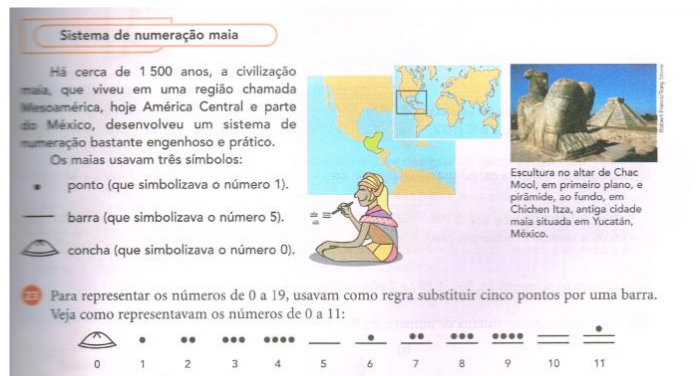 Sistema de numeração maia
Há cerca de 1 500 anos, a civilização
maia, que viveu em uma região chamada
Mesoamérica, hoje América Central e parte
do México, desenvolveu um sistema de
numeração bastante engenhoso e prático.
Os maias usavam três símbolos:
ponto (que simbolizava o número 1).
barra (que simbolizava o número 5).
concha (que simbolizava o número 0).
Escultura no altar de Chac
Mool, em primeiro plano, e
pirâmide, ao fundo, em
Chichen Itza, antiga cidade
maia situada em Yucatán,
México.
23 Para representar os números de 0 a 19, usavam como regra substituir cinco pontos por uma barra.
Veja como representavam os números de 0 a 11:
0 1 2 3 4 5 6 7 8 9 10 11